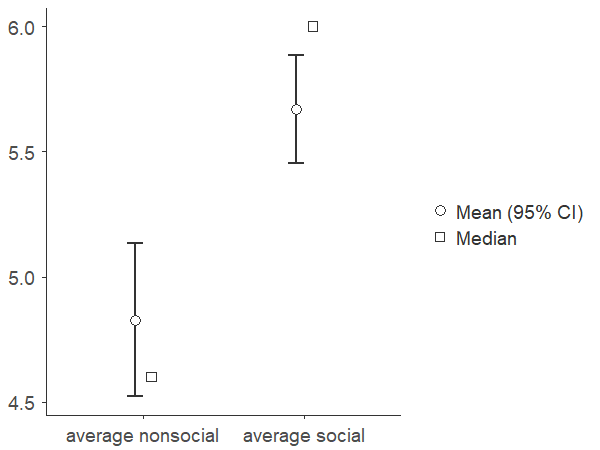 6.0
5.5
5.0
4.5
average nonsocial
average social
Mean (95% CI)
Median